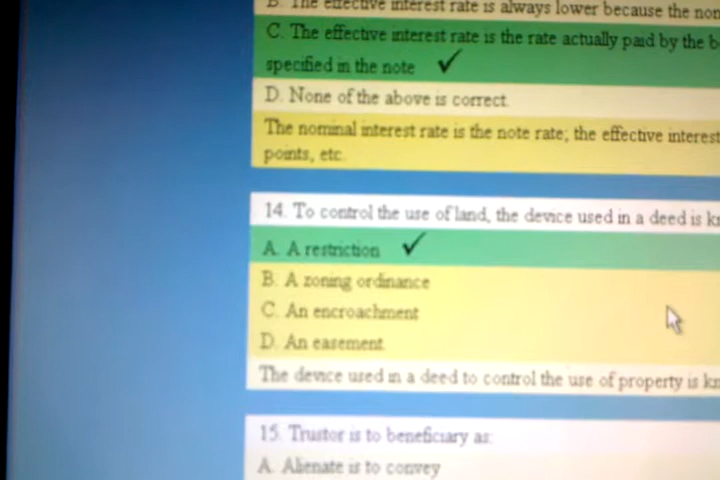 B. The effective interest rate is always lower because the non
C. The effective interest rate is the rate actually paid by the b
specified in the note ✓
D. None of the above is correct.
The nominal interest rate is the note rate; the effective interest
points, etc.
14. To control the use of land, the device used in a deed is kn
A. A restriction ✓
B. A zoning ordinance
C. An encroachment
D. An easement
The device used in a deed to control the use of property is kn
15. Trustor is to beneficiary as:
A. Alienate is to convey